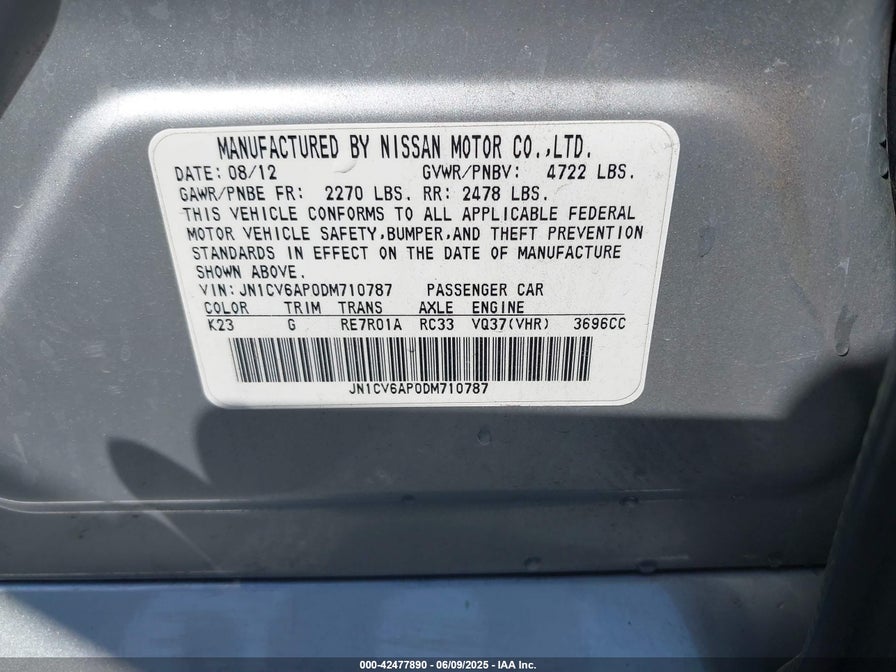 MANUFACTURED BY NISSAN MOTOR CO.,LTD.
DATE: 08/12 GVWR/PNBV: 4722 LBS.
GAWR/PNBE FR: 2270 LBS. RR: 2478 LBS.
THIS VEHICLE CONFORMS TO ALL APPLICABLE FEDERAL
MOTOR VEHICLE SAFETY,BUMPER,AND THEFT PREVENTION
STANDARDS IN EFFECT ON THE DATE OF MANUFACTURE
SHOWN ABOVE.
VIN: JN1CV6AP0DM710787 PASSENGER CAR
COLOR TRIM TRANS AXLE ENGINE
K23 G RE7R01A RC33 VQ37(VHR) 3696CC
JN1CV6AP0DM710787
000-42477890 - 06/09/2025 - IAA Inc.